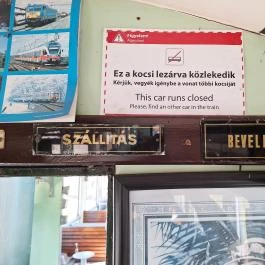 Figyelem!
Ez a kocsi lezárva közlekedik
Kérjük, vegyék igénybe a vonat többi kocsiját
This car runs closed
Please, find an other car in the train
SZÁLLÍTÁS
BEVEL